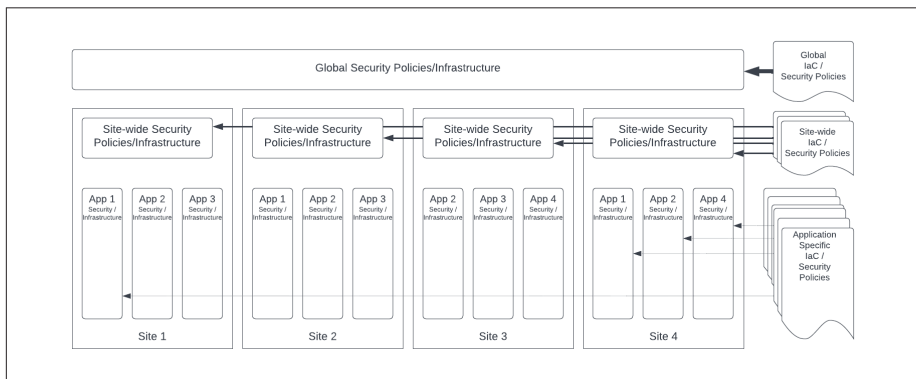 Global Security Policies/Infrastructure
Global
IaC /
Security Policies
Site-wide Security
Policies/Infrastructure
Site-wide Security
Policies/Infrastructure
Site-wide Security
Policies/Infrastructure
Site-wide Security
Policies/Infrastructure
Site-wide
IaC /
Security Policies
App 1
Security /
Infrastructure
App 2
Security /
Infrastructure
App 3
Security /
Infrastructure
App 1
Security /
Infrastructure
App 2
Security /
Infrastructure
App 3
Security /
Infrastructure
App 2
Security /
Infrastructure
App 3
Security /
Infrastructure
App 4
Security /
Infrastructure
App 1
Security /
Infrastructure
App 2
Security /
Infrastructure
App 4
Security /
Infrastructure
Application
Specific
IaC /
Security
Policies
Site 1
Site 2
Site 3
Site 4